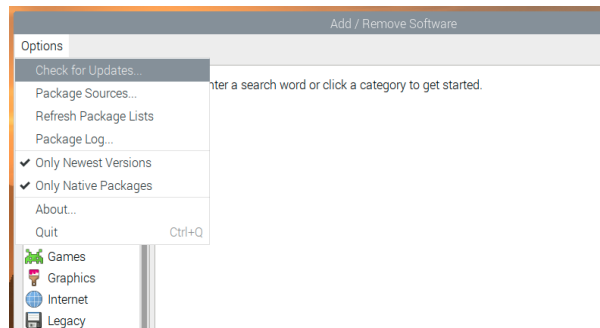 Add / Remove Software
Options
Check for Updates...
Package Sources...
Refresh Package Lists
Package Log...
Only Newest Versions
Only Native Packages
About...
Quit Ctrl+Q
nter a search word or click a category to get started.
Games
Graphics
Internet
Legacy